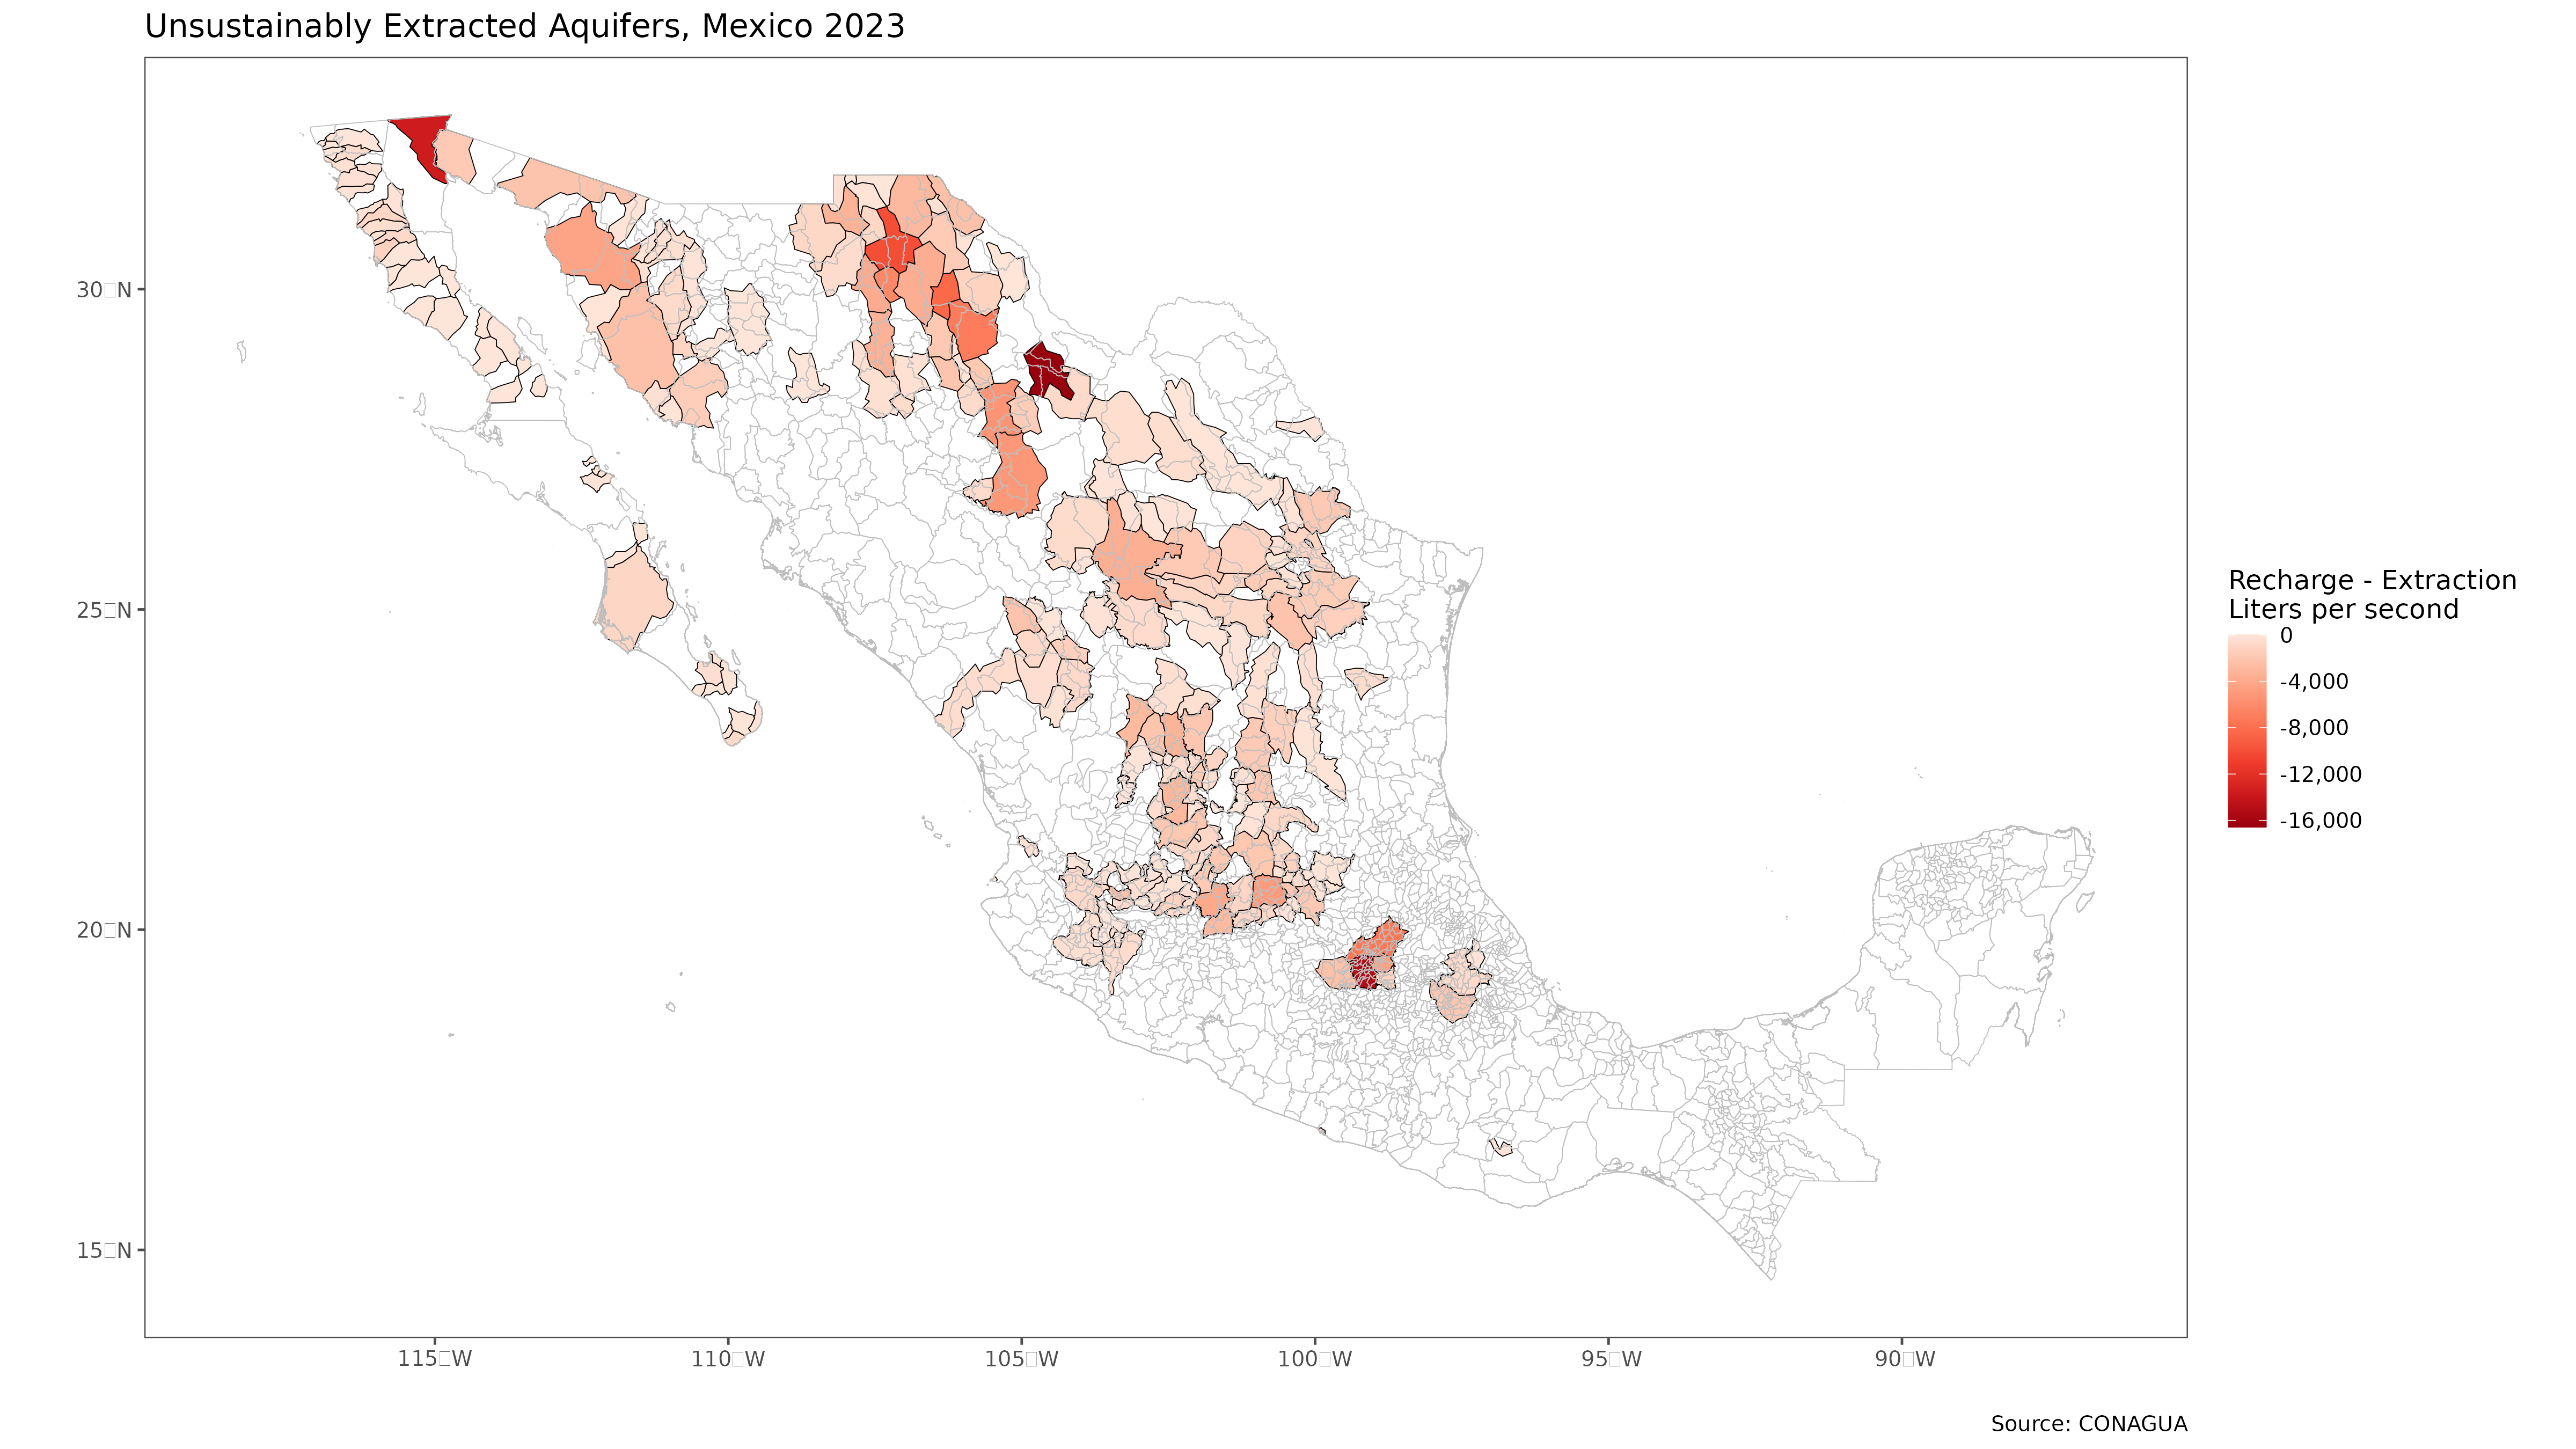 Unsustainably Extracted Aquifers, Mexico 2023
30□N
25□N
20□N
15□N
115□W
110□W
105□W
100□W
95□W
90□W
Recharge - Extraction
Liters per second
0
-4,000
-8,000
-12,000
-16,000
Source: CONAGUA